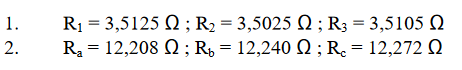 1. R₁ = 3,5125 Ω ; R₂ = 3,5025 Ω ; R₃ = 3,5105 Ω
2. Rₐ = 12,208 Ω ; R_b = 12,240 Ω ; R_c = 12,272 Ω